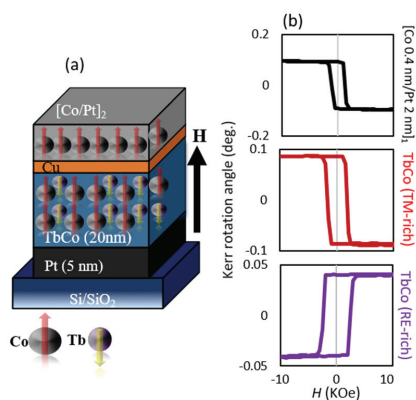 (a)
[Co/Pt]₂
H
Cu
TbCo (20nm)
Pt (5 nm)
Si/SiO₂
Co
Tb
(b)
Kerr rotation angle (deg.)
0.2
0
-0.2
[Co 0.4 nm/Pt 2 nm]₁
0.1
0
-0.1
TbCo (TM-rich)
0.05
0
-0.05
TbCo (RE-rich)
-10
0
10
H (KOe)